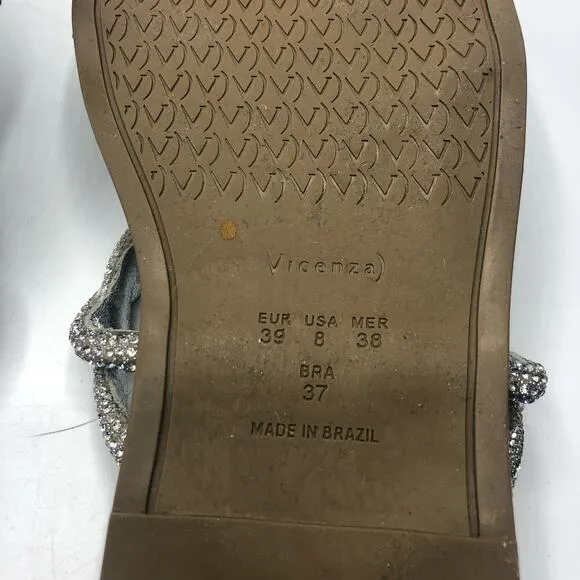 Vicenza)
EUR USA MER
39 8 38
BRA
37
MADE IN BRAZIL